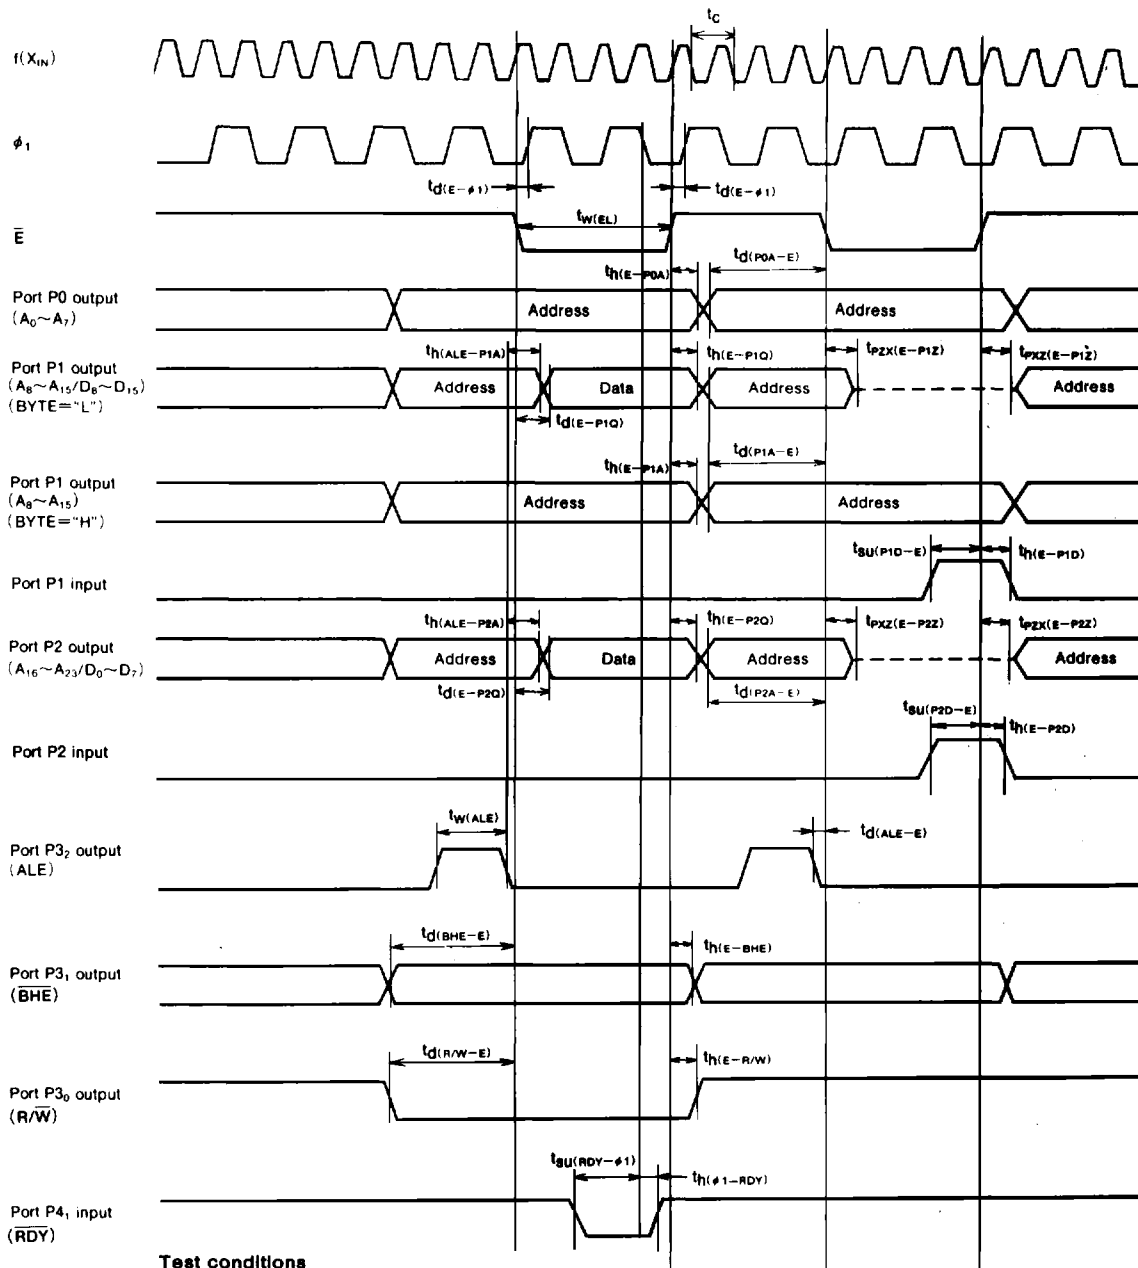 tC
f(XIN)
ϕ1
td(E−ϕ1)
td(E−ϕ1)
tW(EL)
E̅
td(P0A−E)
th(E−P0A)
Port P0 output
(A0~A7)
Address
Address
th(ALE−P1A)
th(E−P1Q)
tPZX(E−P1Z)
tPXZ(E−P1Z)
Port P1 output
(A8~A15/D8~D15)
(BYTE="L")
Address
Data
Address
Address
td(E−P1Q)
th(E−P1A)
td(P1A−E)
Port P1 output
(A8~A15)
(BYTE="H")
Address
Address
tSU(P1D−E)
th(E−P1D)
Port P1 input
th(ALE−P2A)
th(E−P2Q)
tPXZ(E−P2Z)
tPZX(E−P2Z)
Port P2 output
(A16~A23/D0~D7)
Address
Data
Address
Address
td(E−P2Q)
td(P2A−E)
tSU(P2D−E)
th(E−P2D)
Port P2 input
tW(ALE)
td(ALE−E)
Port P32 output
(ALE)
td(BHE−E)
th(E−BHE)
Port P31 output
(B̅H̅E̅)
td(R/W−E)
th(E−R/W)
Port P30 output
(R/W̅)
tSU(RDY−ϕ1)
th(ϕ1−RDY)
Port P41 input
(R̅D̅Y̅)
Test conditions